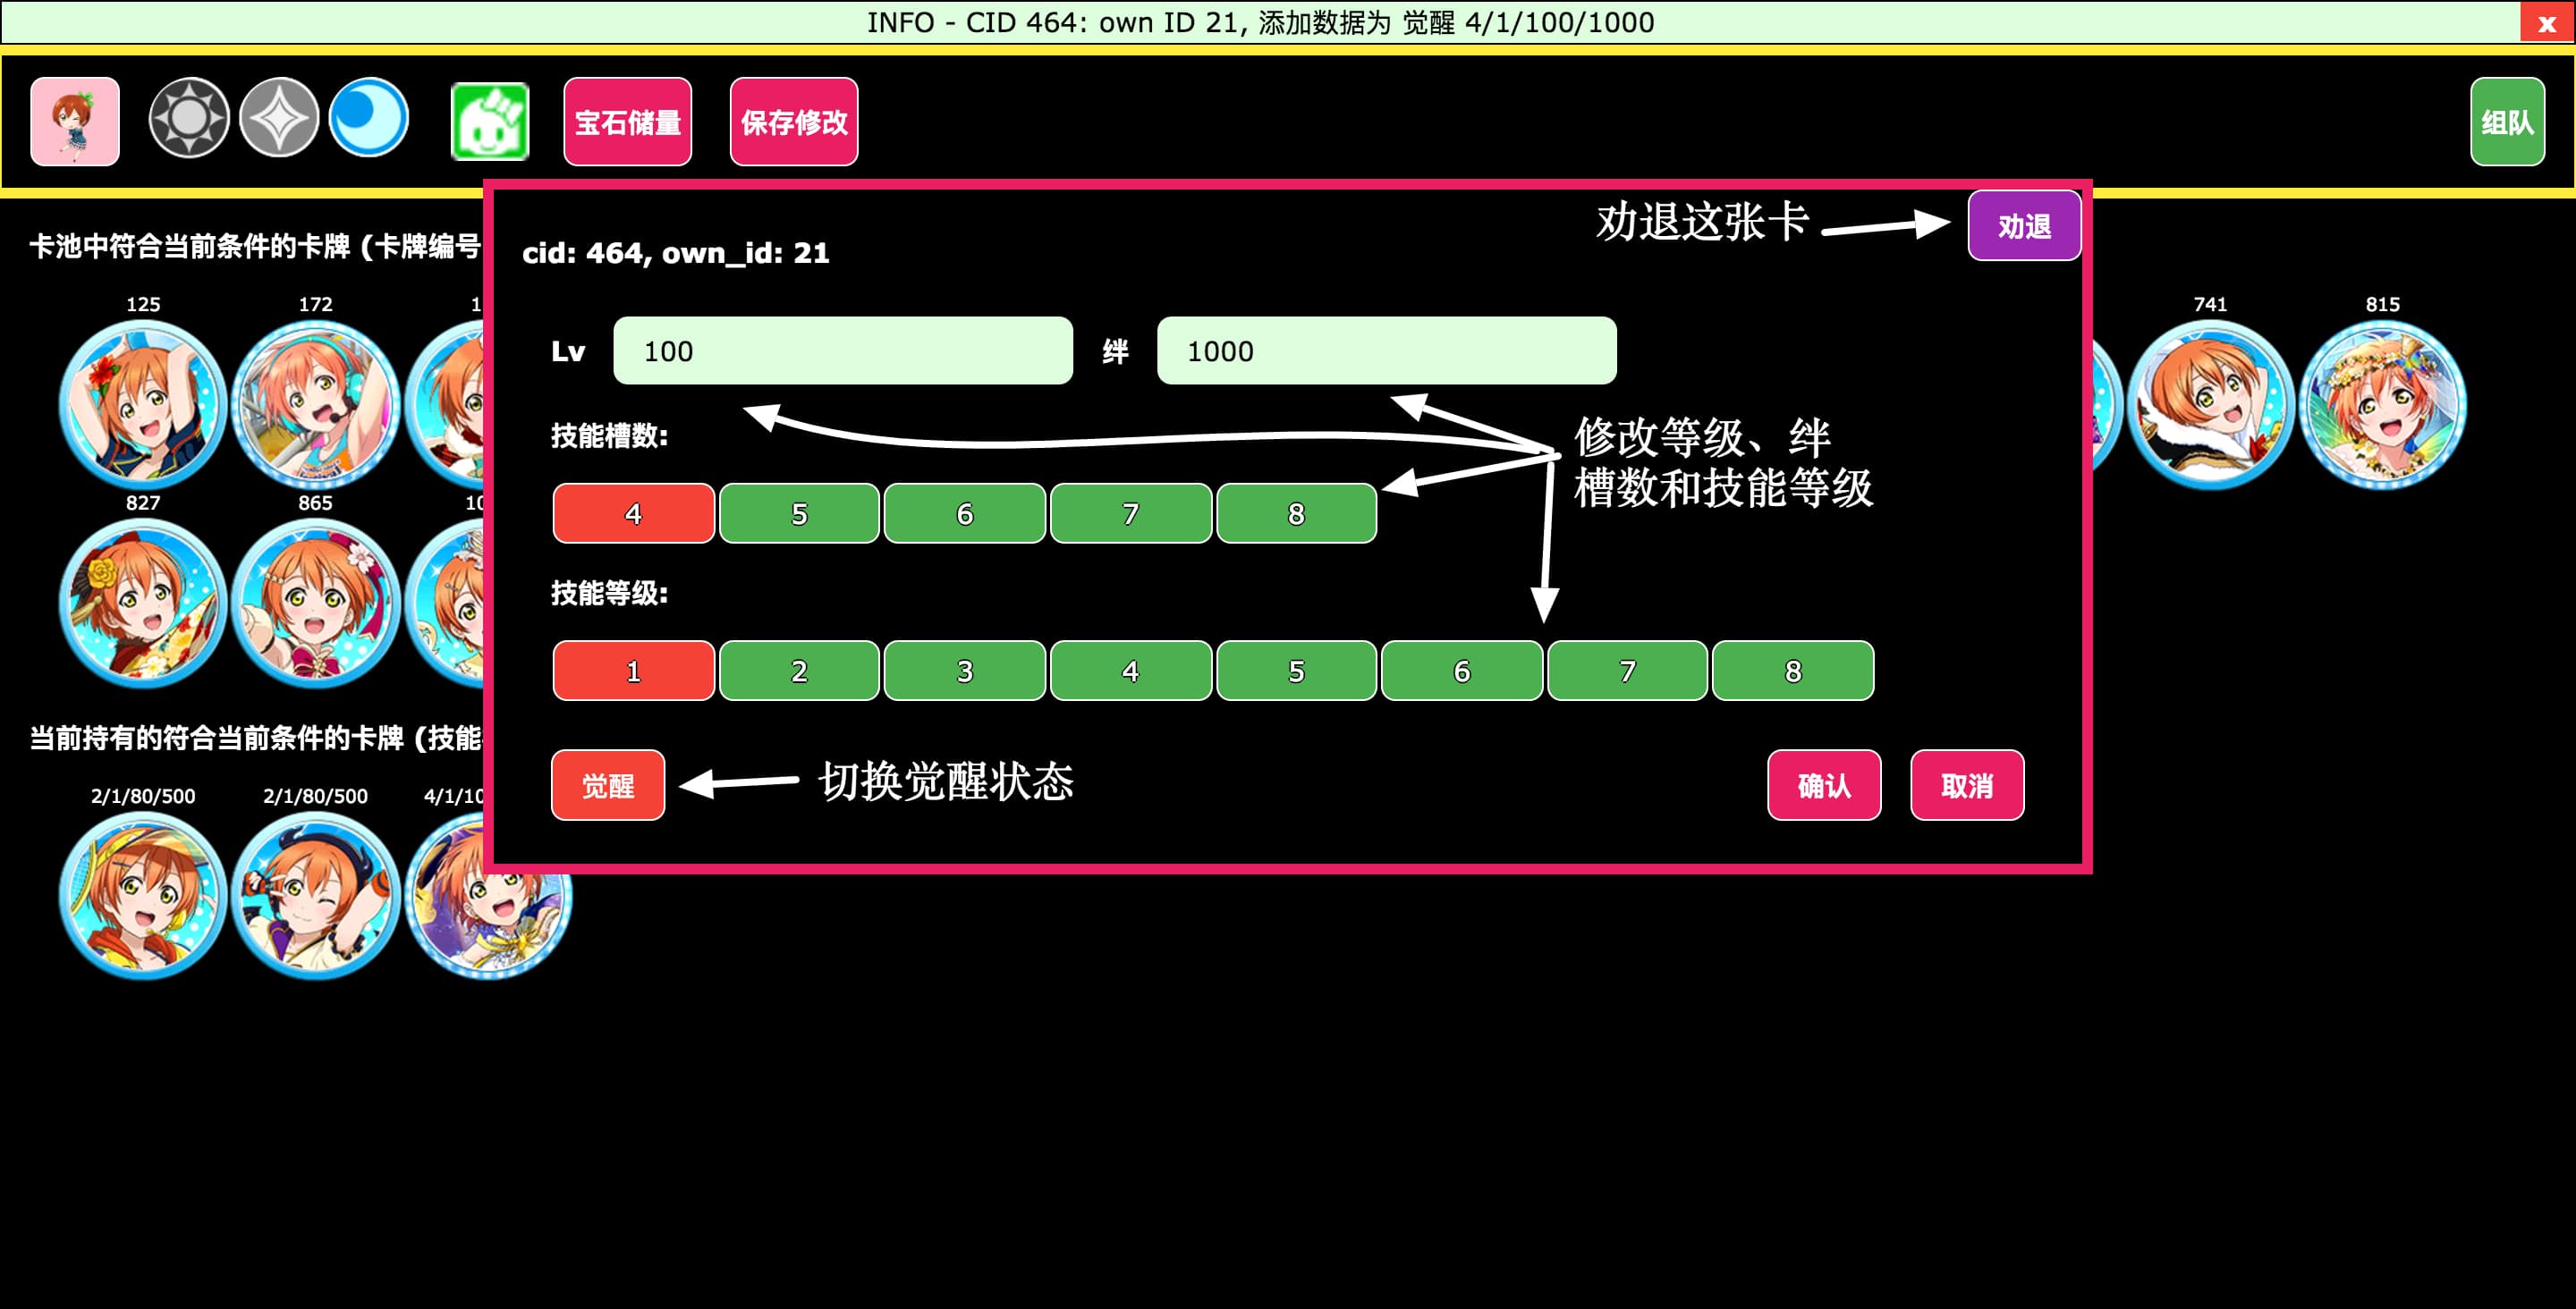 INFO - CID 464: own ID 21, 添加数据为 觉醒 4/1/100/1000
x
宝石储量
保存修改
组队
劝退这张卡
劝退
cid: 464, own_id: 21
卡池中符合当前条件的卡牌 (卡牌编号
125
172
741
815
Lv
100
绊
1000
技能槽数:
修改等级、绊
槽数和技能等级
4
5
6
7
8
827
865
技能等级:
1
2
3
4
5
6
7
8
当前持有的符合当前条件的卡牌 (技能
觉醒
切换觉醒状态
确认
取消
2/1/80/500
2/1/80/500
4/1/10